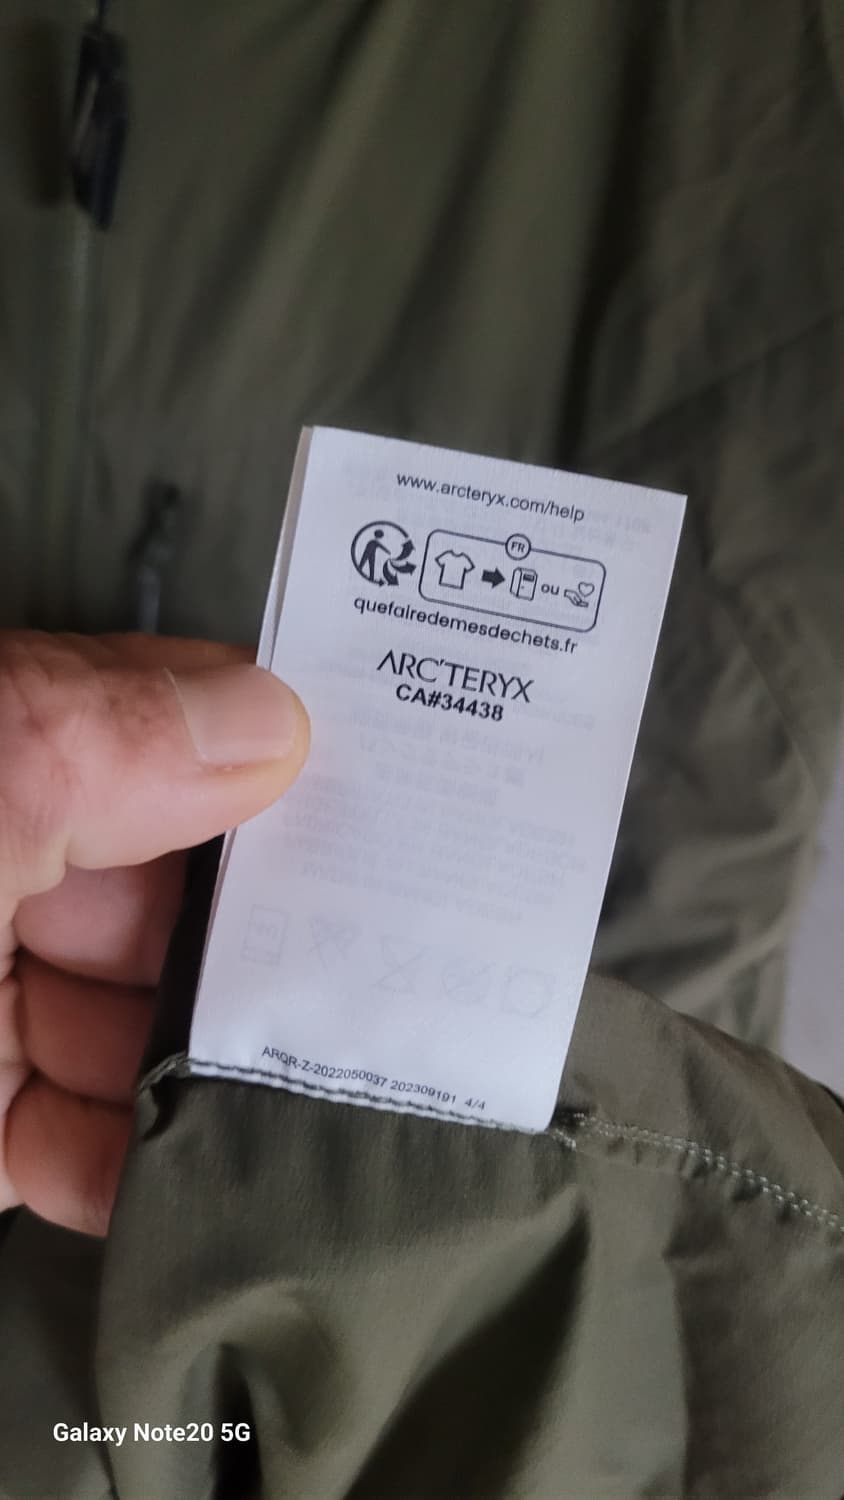 www.arcteryx.com/help
FR
ou
quefairedemesdechets.fr
ARC'TERYX
CA#34438
ARQR-Z-2022050037 202309191 4/4
Galaxy Note20 5G